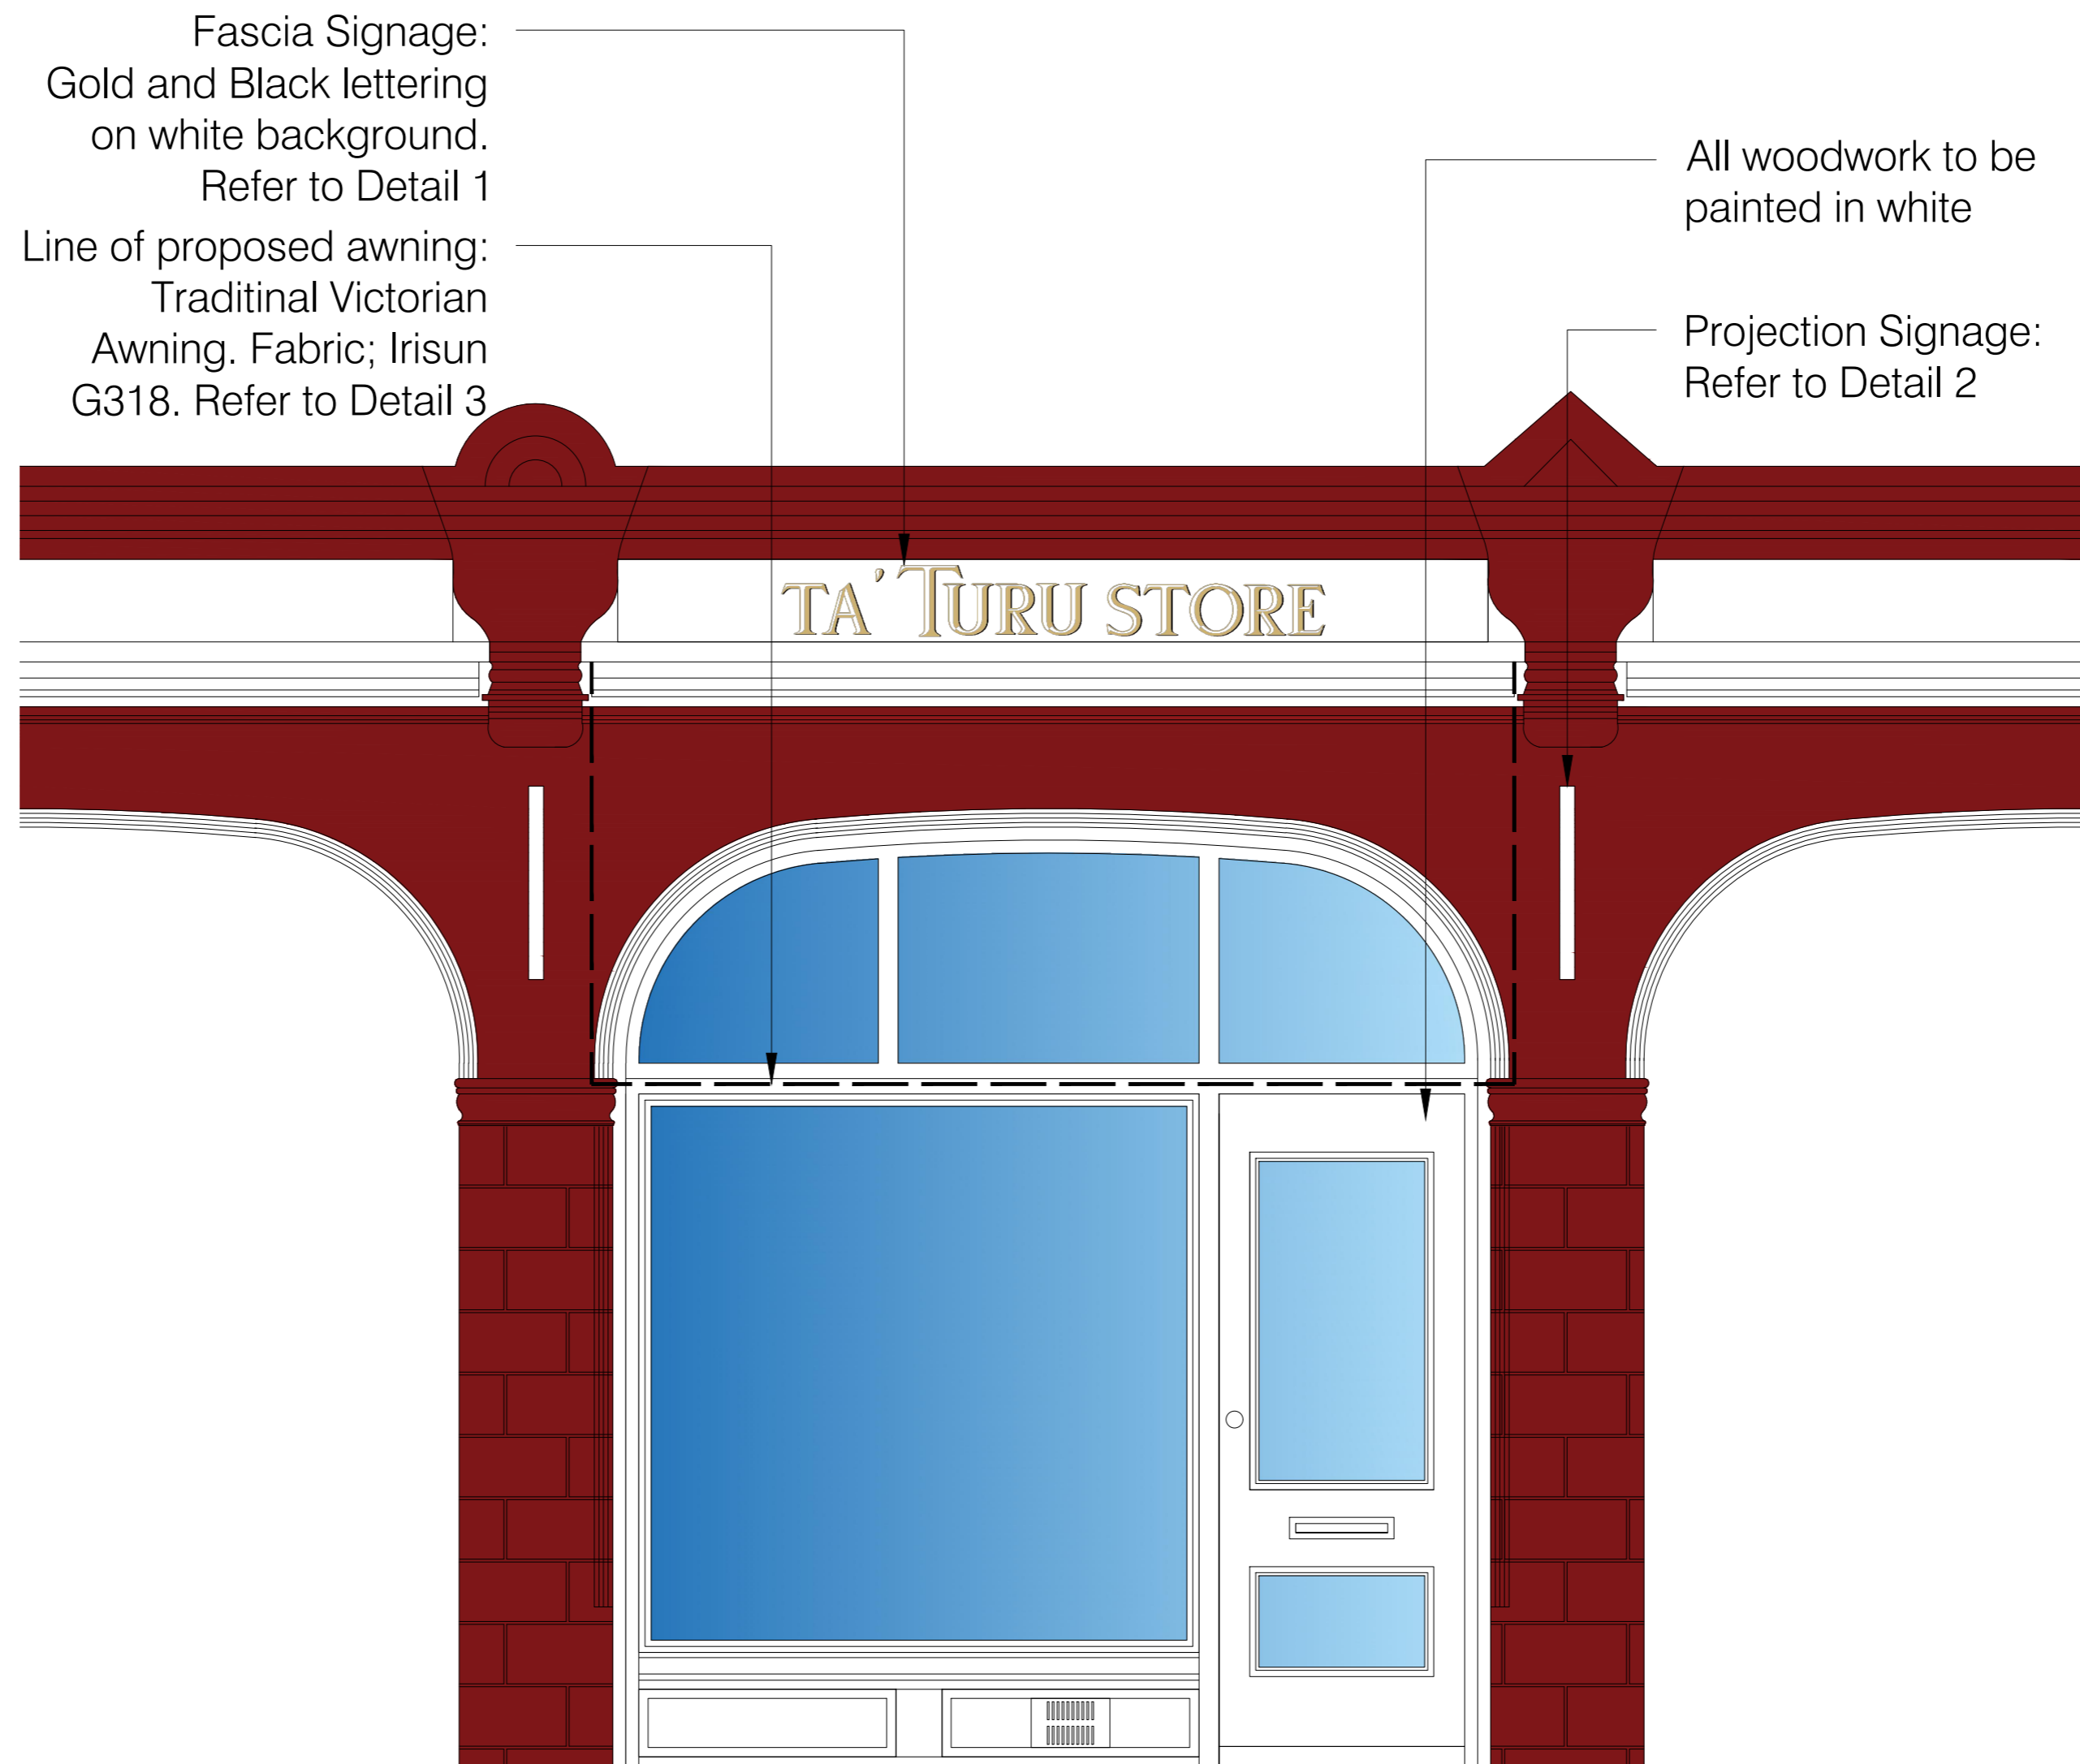 Fascia Signage:
Gold and Black lettering
on white background.
Refer to Detail 1
Line of proposed awning:
Traditinal Victorian
Awning. Fabric; Irisun
G318. Refer to Detail 3
All woodwork to be
painted in white
Projection Signage:
Refer to Detail 2
TA' TURU STORE